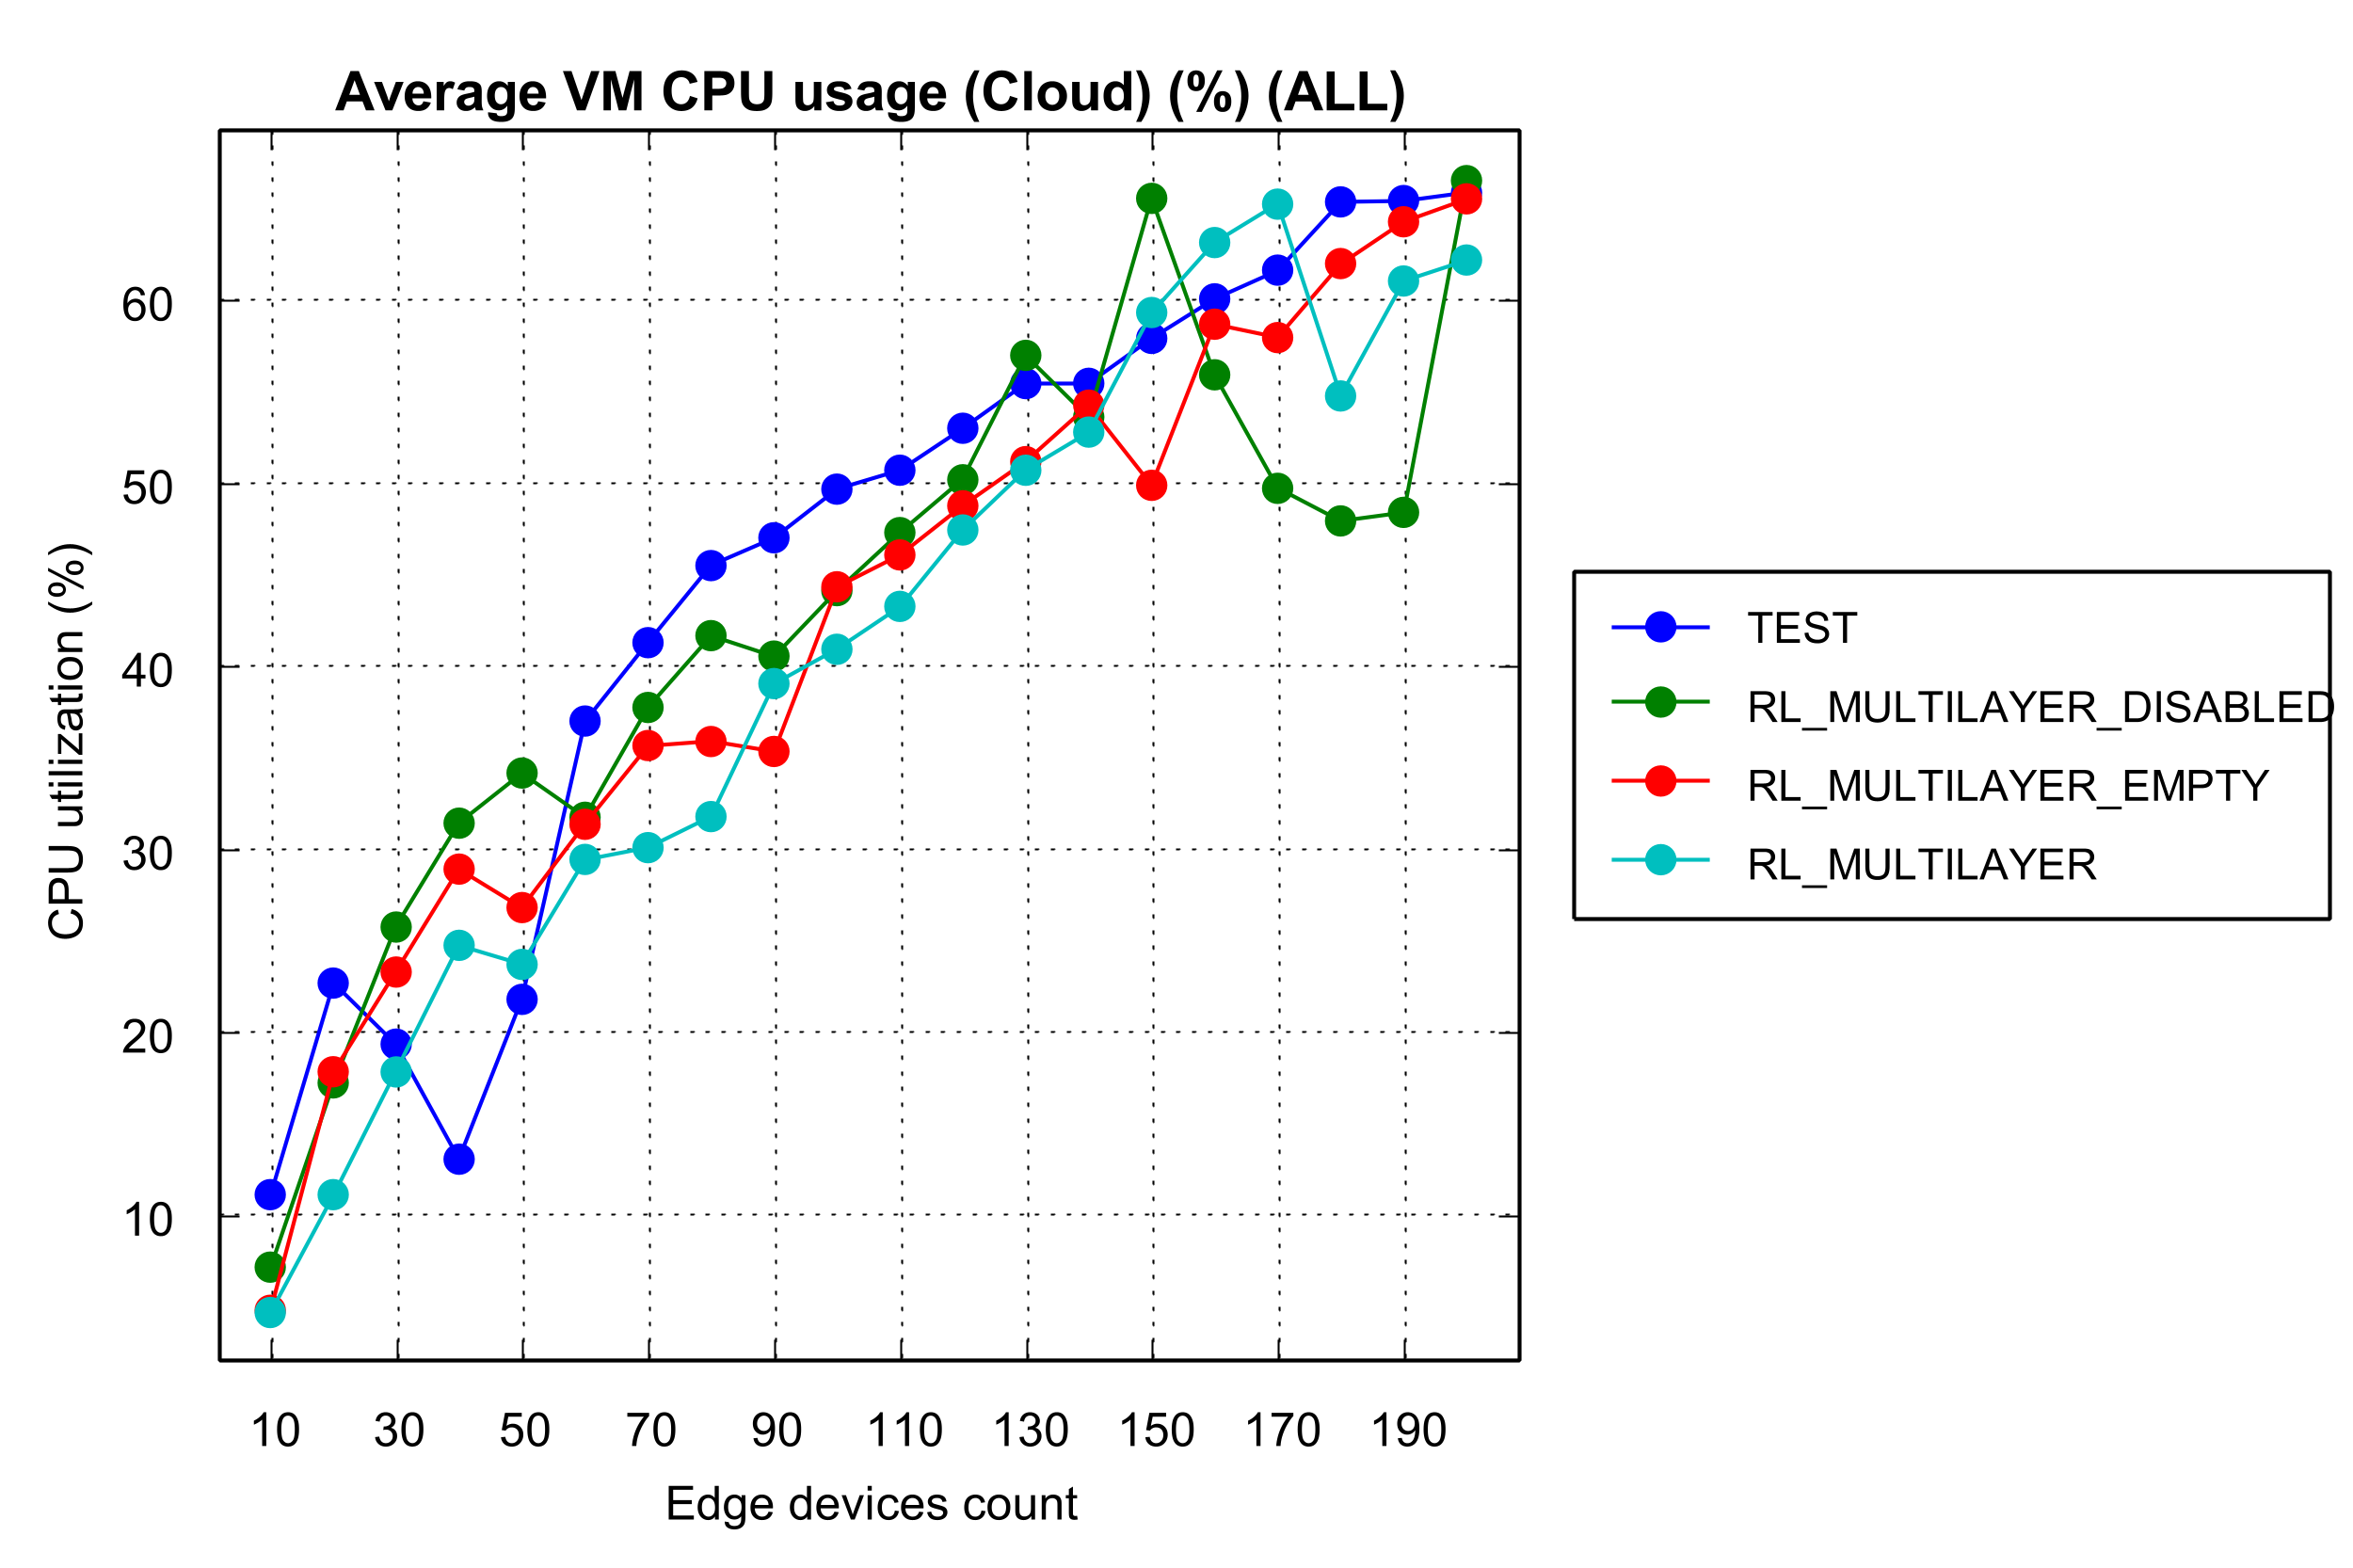 Average VM CPU usage (Cloud) (%) (ALL)
CPU utilization (%)
60
50
40
30
20
10
10 30 50 70 90 110 130 150 170 190
Edge devices count
TEST
RL_MULTILAYER_DISABLED
RL_MULTILAYER_EMPTY
RL_MULTILAYER